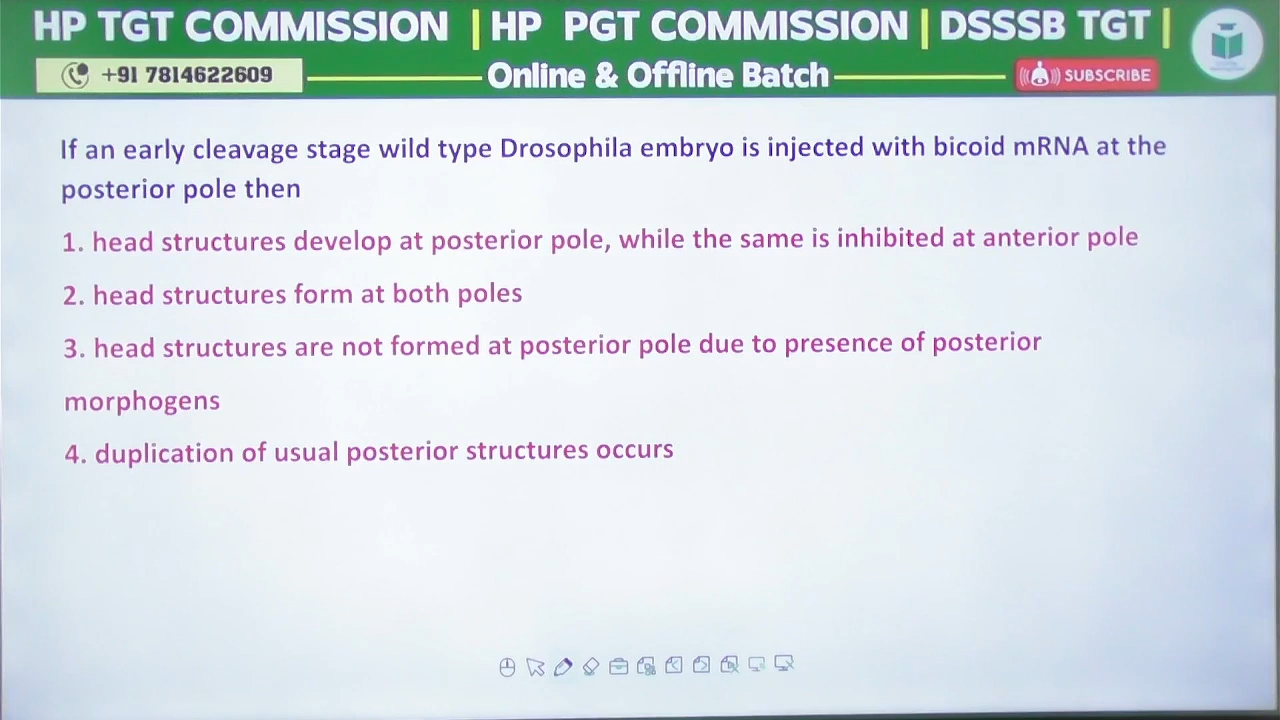 HP TGT COMMISSION | HP PGT COMMISSION | DSSSB TGT |
+91 7814622609
Online & Offline Batch
SUBSCRIBE
If an early cleavage stage wild type Drosophila embryo is injected with bicoid mRNA at the
posterior pole then
1. head structures develop at posterior pole, while the same is inhibited at anterior pole
2. head structures form at both poles
3. head structures are not formed at posterior pole due to presence of posterior
morphogens
4. duplication of usual posterior structures occurs